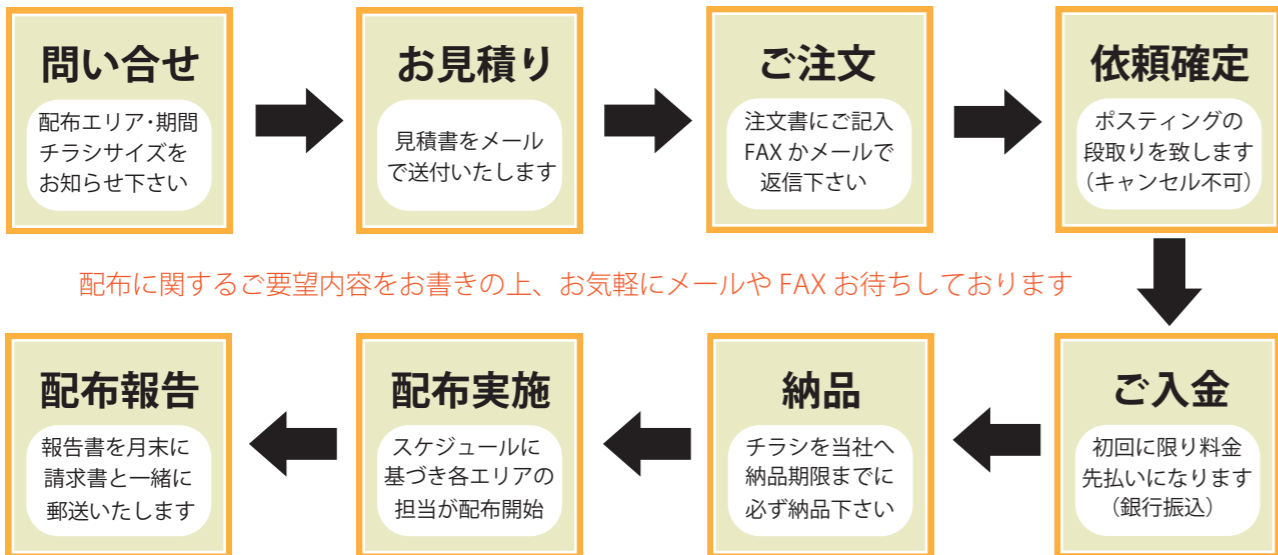 問い合せ
配布エリア・期間
チラシサイズを
お知らせ下さい
お見積り
見積書をメール
で送付いたします
ご注文
注文書にご記入
FAXかメールで
返信下さい
依頼確定
ポスティングの
段取りを致します
(キャンセル不可)
配布に関するご要望内容をお書きの上、お気軽にメールや FAX お待ちしております
ご入金
初回に限り料金
先払いになります
(銀行振込)
納品
チラシを当社へ
納品期限までに
必ず納品下さい
配布実施
スケジュールに
基づき各エリアの
担当が配布開始
配布報告
報告書を月末に
請求書と一緒に
郵送いたします